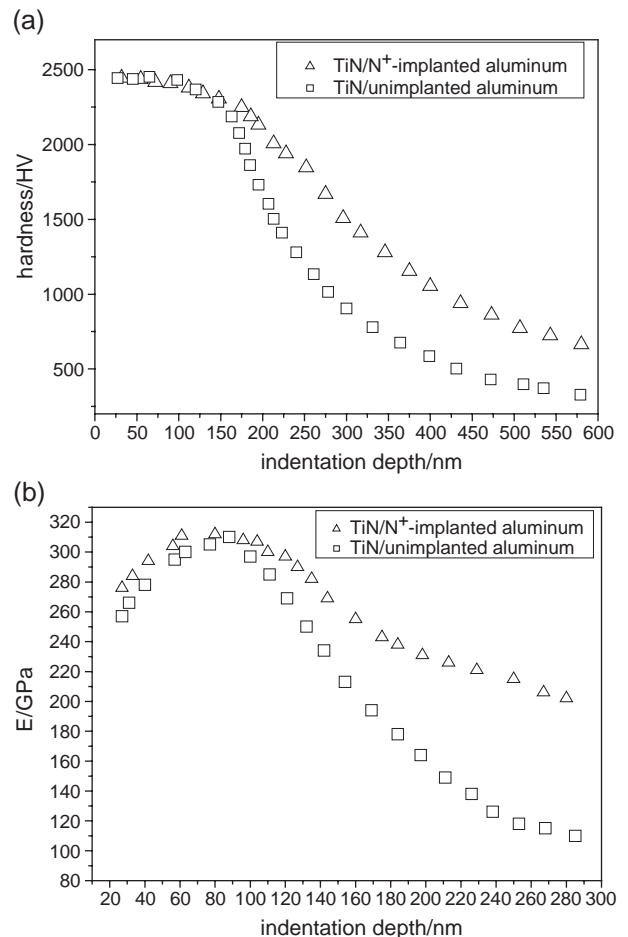 (a)
TiN/N⁺-implanted aluminum
TiN/unimplanted aluminum
2500
2000
1500
1000
500
hardness/HV
0 50 100 150 200 250 300 350 400 450 500 550 600
indentation depth/nm
(b)
TiN/N⁺-implanted aluminum
TiN/unimplanted aluminum
320
300
280
260
240
220
200
180
160
140
120
100
80
E/GPa
20 40 60 80 100 120 140 160 180 200 220 240 260 280 300
indentation depth/nm